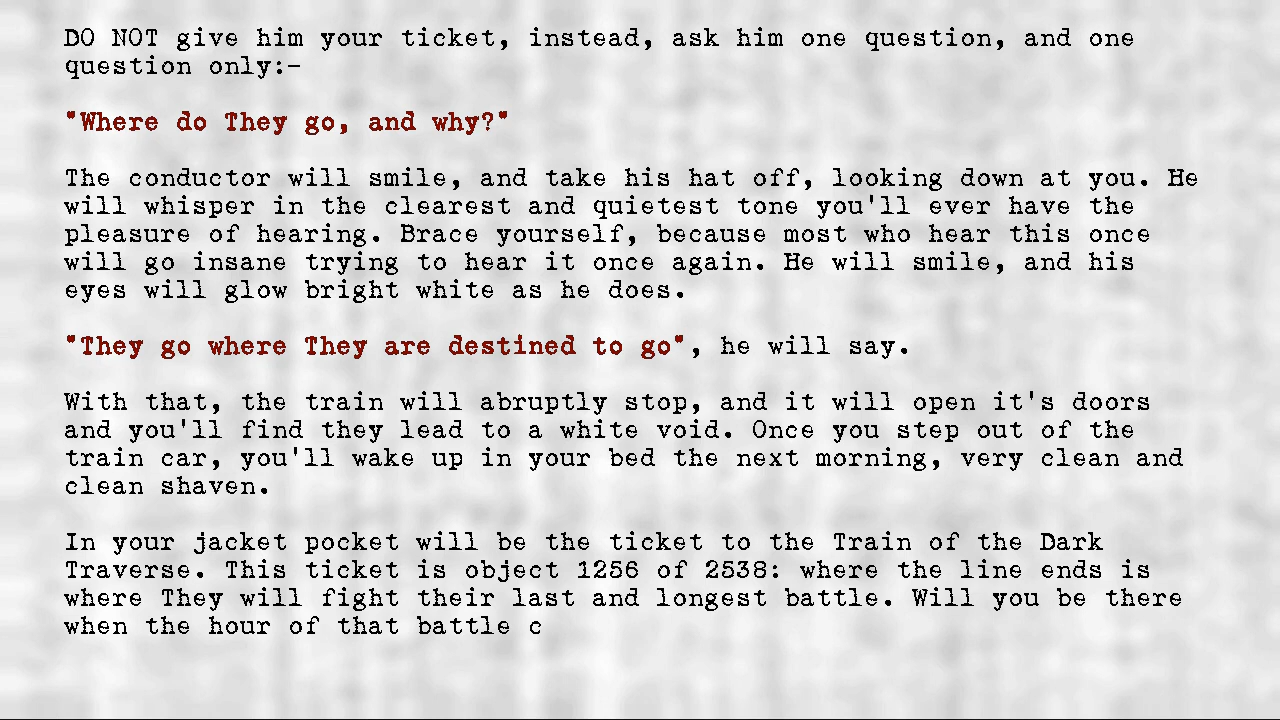 DO NOT give him your ticket, instead, ask him one question, and one
question only:-
"Where do They go, and why?"
The conductor will smile, and take his hat off, looking down at you. He
will whisper in the clearest and quietest tone you'll ever have the
pleasure of hearing. Brace yourself, because most who hear this once
will go insane trying to hear it once again. He will smile, and his
eyes will glow bright white as he does.
"They go where They are destined to go", he will say.
With that, the train will abruptly stop, and it will open it's doors
and you'll find they lead to a white void. Once you step out of the
train car, you'll wake up in your bed the next morning, very clean and
clean shaven.
In your jacket pocket will be the ticket to the Train of the Dark
Traverse. This ticket is object 1256 of 2538: where the line ends is
where They will fight their last and longest battle. Will you be there
when the hour of that battle c